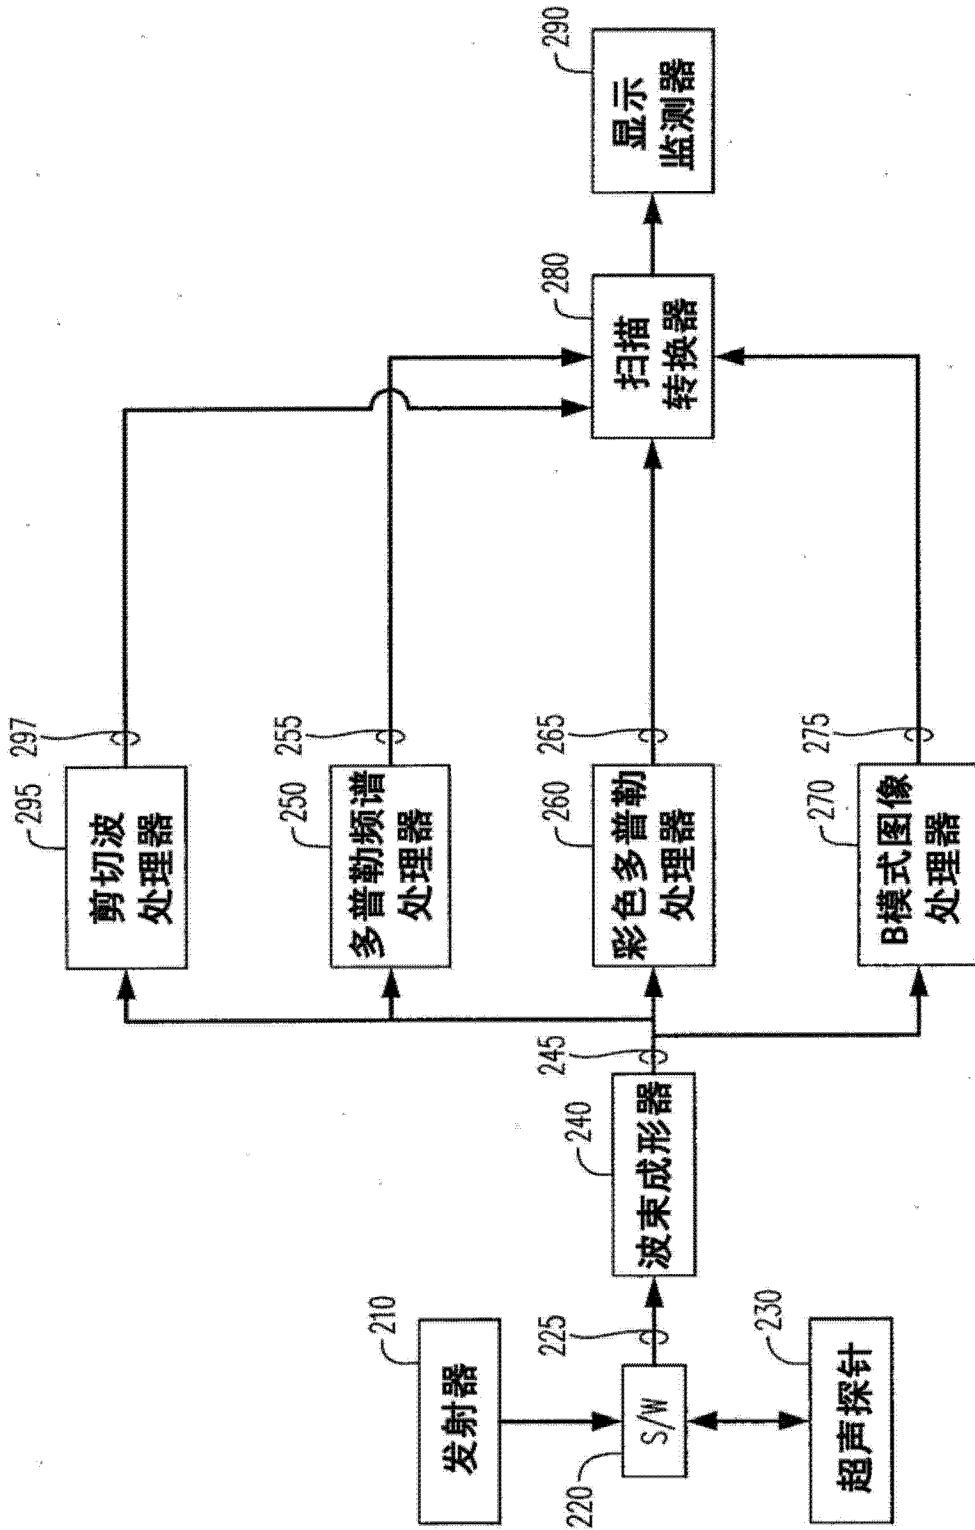 295
297
剪切波
处理器
250
255
多普勒频谱
处理器
210
发射器
220
S/W
225
240
波束成形器
245
260
265
彩色多普勒
处理器
280
扫描
转换器
290
显示
监测器
230
超声探针
270
275
B模式图像
处理器